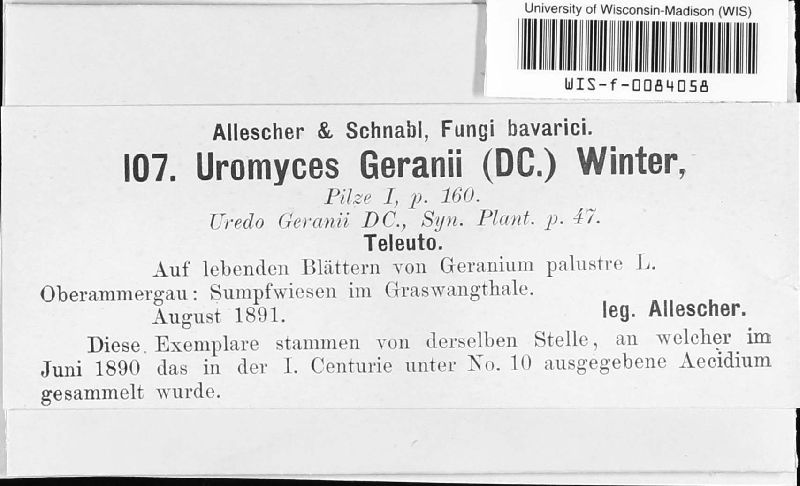 University of Wisconsin-Madison (WIS)
WIS-f-0084058
Allescher & Schnabl, Fungi bavarici.
107. Uromyces Geranii (DC.) Winter,
Pilze I, p. 160.
Uredo Geranii DC., Syn. Plant. p. 47.
Teleuto.
Auf lebenden Blättern von Geranium palustre L.
Oberammergau: Sumpfwiesen im Graswangthale.
August 1891. leg. Allescher.
Diese Exemplare stammen von derselben Stelle, an welcher im
Juni 1890 das in der I. Centurie unter No. 10 ausgegebene Aecidium
gesammelt wurde.